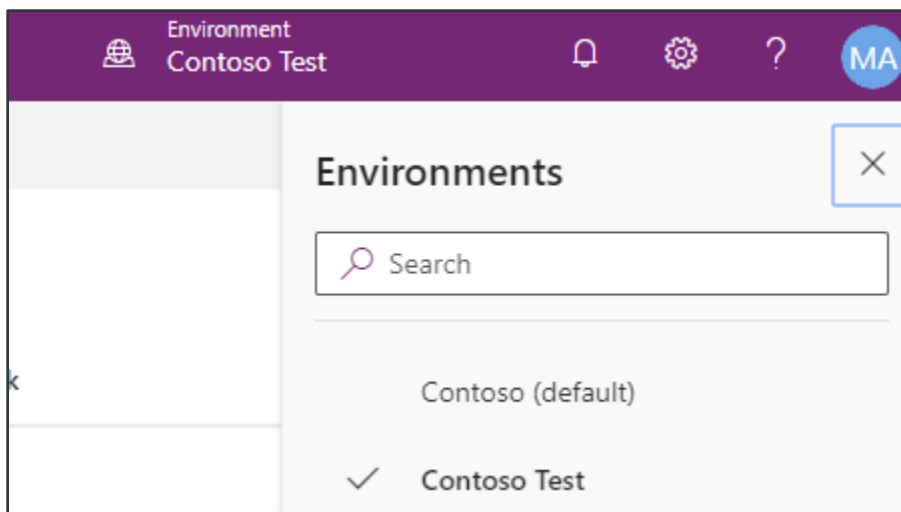 Environment
Contoso Test
?
MA
Environments
Search
k
Contoso (default)
Contoso Test